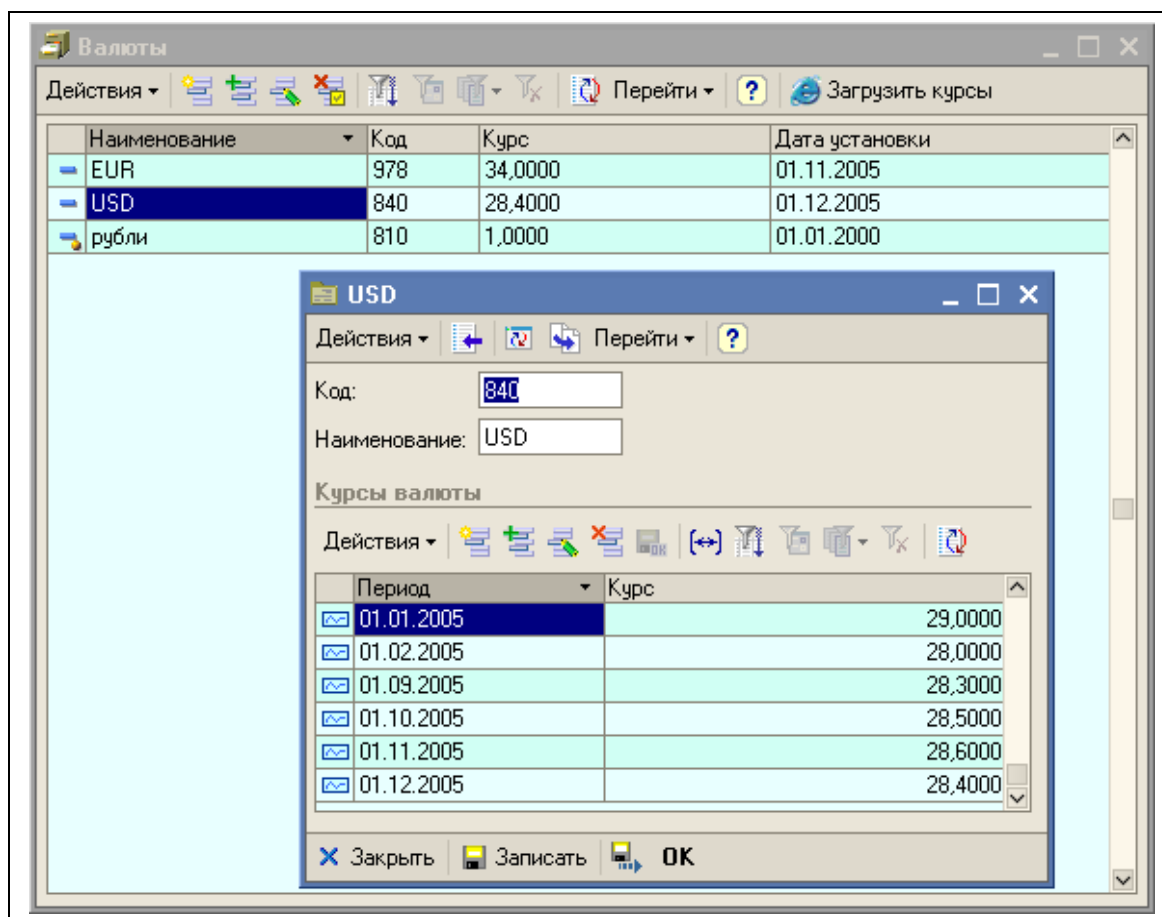 Валюты
Действия Перейти ? Загрузить курсы
Наименование Код Курс Дата установки
EUR 978 34,0000 01.11.2005
USD 840 28,4000 01.12.2005
рубли 810 1,0000 01.01.2000
USD
Действия Перейти ?
Код: 840
Наименование: USD
Курсы валюты
Действия OK
Период Курс
01.01.2005 29,0000
01.02.2005 28,0000
01.09.2005 28,3000
01.10.2005 28,5000
01.11.2005 28,6000
01.12.2005 28,4000
Закрыть Записать OK